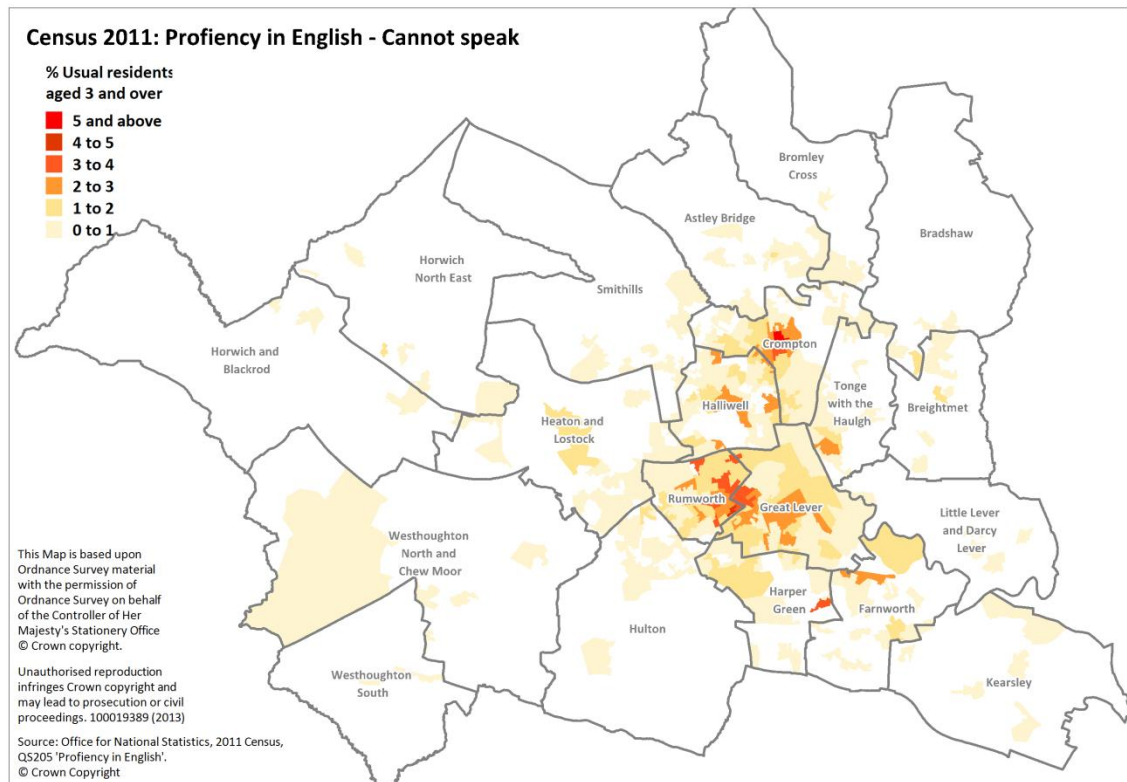 Census 2011: Profiency in English - Cannot speak
% Usual residents
aged 3 and over
5 and above
4 to 5
3 to 4
2 to 3
1 to 2
0 to 1
Bromley
Cross
Astley Bridge
Bradshaw
Horwich
North East
Smithills
Horwich and
Blackrod
Crompton
Halliwell
Tonge
with the
Haulgh
Breightmet
Heaton and
Lostock
Rumworth
Great Lever
Little Lever
and Darcy
Lever
Westhoughton
North and
Chew Moor
Harper
Green
Farnworth
Hulton
Westhoughton
South
Kearsley
This Map is based upon
Ordnance Survey material
with the permission of
Ordnance Survey on behalf
of the Controller of Her
Majesty's Stationery Office
© Crown copyright.
Unauthorised reproduction
infringes Crown copyright and
may lead to prosecution or civil
proceedings. 100019389 (2013)
Source: Office for National Statistics, 2011 Census,
QS205 'Profiency in English'.
© Crown Copyright